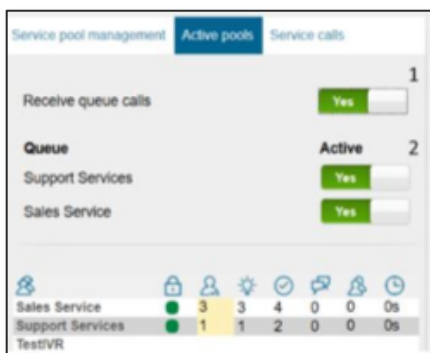 Service pool management Active pools Service calls
1
Receive queue calls Yes
Queue Active 2
Support Services Yes
Sales Service Yes
Sales Service 3 3 4 0 0 0s
Support Services 1 1 2 0 0 0s
TestIVR